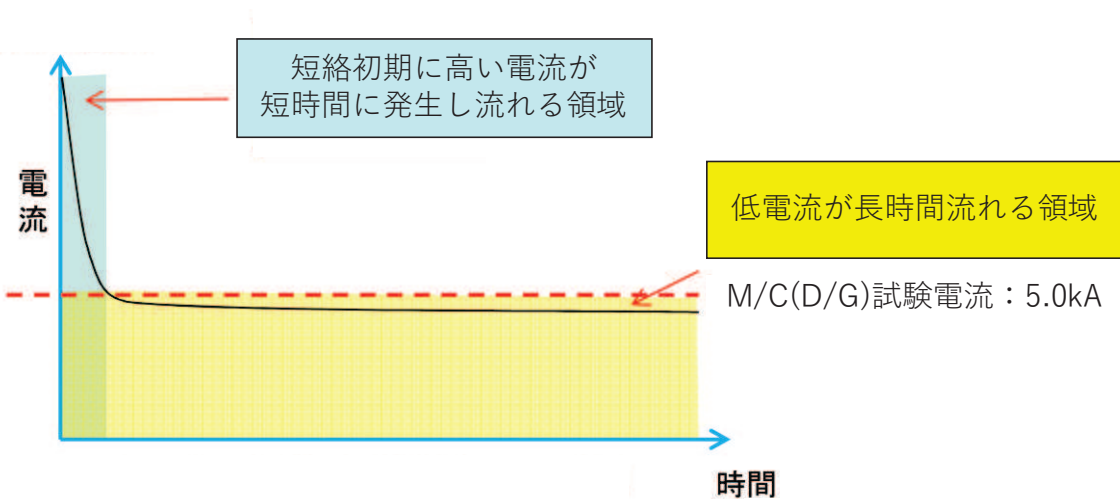 短絡初期に高い電流が
短時間に発生し流れる領域
電流
低電流が長時間流れる領域
M/C(D/G)試験電流：5.0kA
時間